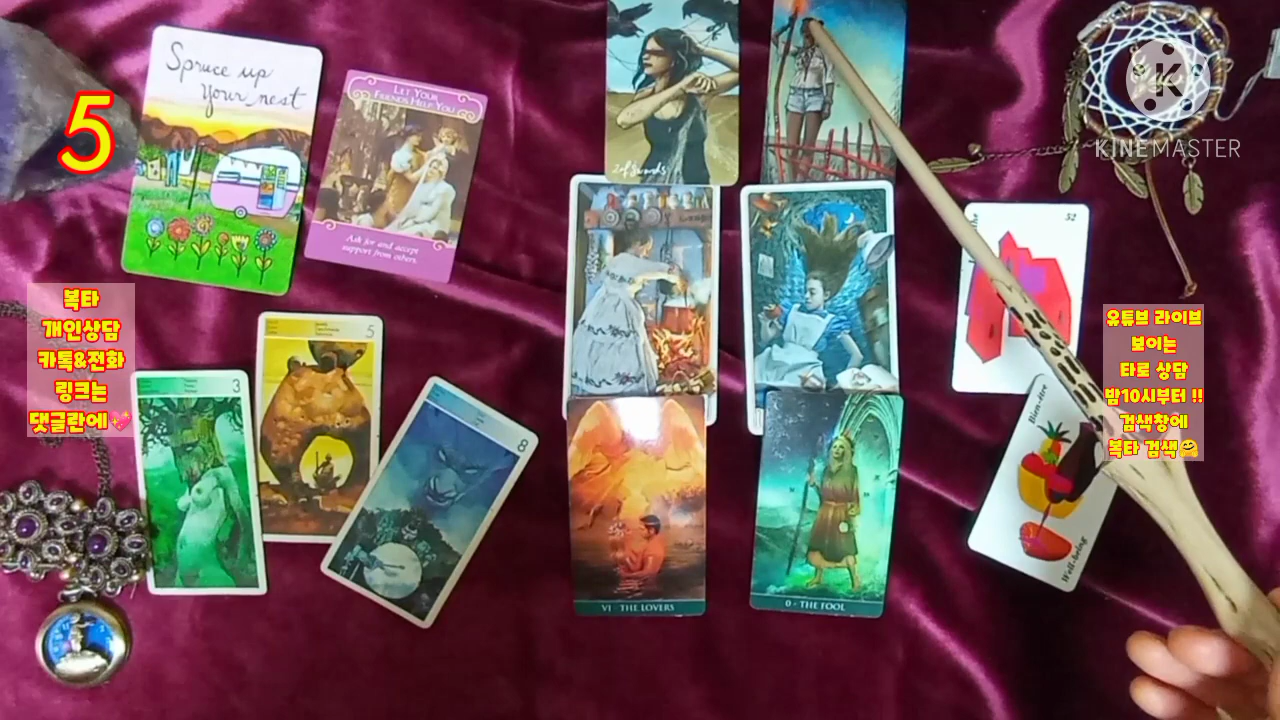 5
Spruce up
Your nest
LET YOUR
FRIENDS HELP YOU
Ask for and accept
support from others.
복타
개인상담
카톡&전화
링크는
댓글란에💖
5
3
8
2 of Swords
VI - THE LOVERS
0 - THE FOOL
52
Bien-être
Well-being
KINEMASTER
유튜브 라이브
보이는
타로 상담
밤10시부터 !!
검색창에
복타 검색🤗